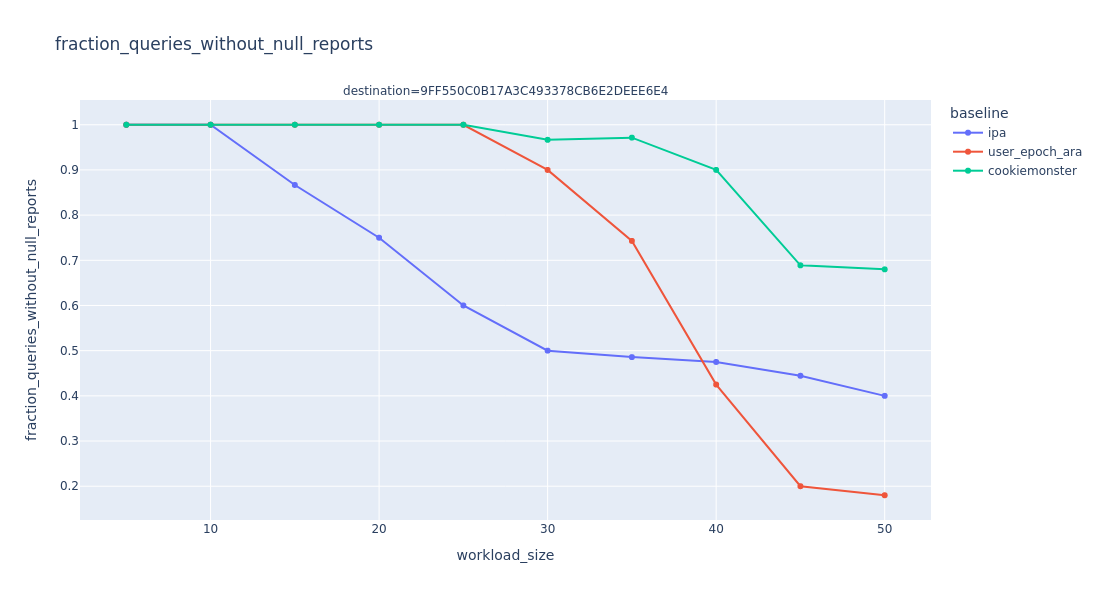 fraction_queries_without_null_reports
destination=9FF550C0B17A3C493378CB6E2DEEE6E4
baseline
ipa
user_epoch_ara
cookiemonster
fraction_queries_without_null_reports
1
0.9
0.8
0.7
0.6
0.5
0.4
0.3
0.2
10
20
30
40
50
workload_size